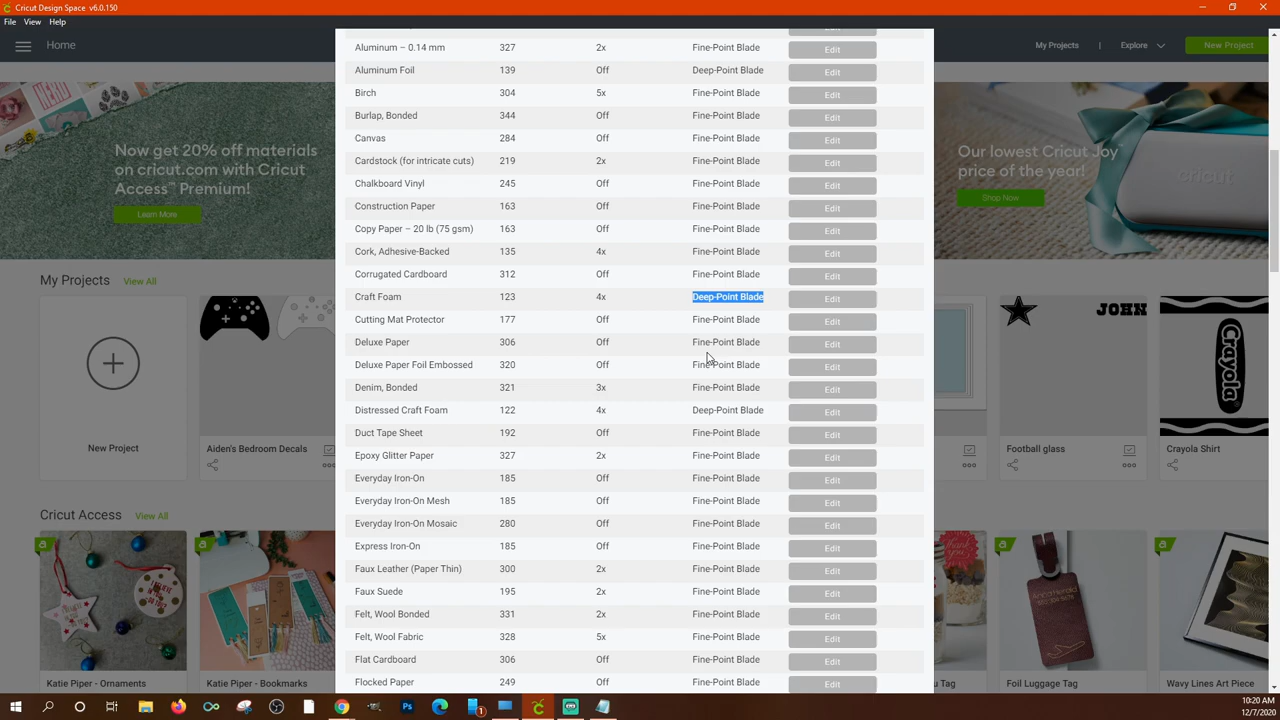 Cricut Design Space v6.0.150
File View Help
Home
My Projects | Explore New Project
Now get 20% off materials
on cricut.com with Cricut
Access™ Premium!
Learn More
Our lowest Cricut Joy™
price of the year!
Shop Now
cricut
My Projects View All
New Project
Aiden's Bedroom Decals
JOHN
Football glass
Crayola
Crayola Shirt
Cricut Access View All
Katie Piper - Ornaments
Katie Piper - Bookmarks
Foil Luggage Tag
Wavy Lines Art Piece
Edit
Aluminum – 0.14 mm 327 2x Fine-Point Blade Edit
Aluminum Foil 139 Off Deep-Point Blade Edit
Birch 304 5x Fine-Point Blade Edit
Burlap, Bonded 344 Off Fine-Point Blade Edit
Canvas 284 Off Fine-Point Blade Edit
Cardstock (for intricate cuts) 219 2x Fine-Point Blade Edit
Chalkboard Vinyl 245 Off Fine-Point Blade Edit
Construction Paper 163 Off Fine-Point Blade Edit
Copy Paper – 20 lb (75 gsm) 163 Off Fine-Point Blade Edit
Cork, Adhesive-Backed 135 4x Fine-Point Blade Edit
Corrugated Cardboard 312 Off Fine-Point Blade Edit
Craft Foam 123 4x Deep-Point Blade Edit
Cutting Mat Protector 177 Off Fine-Point Blade Edit
Deluxe Paper 306 Off Fine-Point Blade Edit
Deluxe Paper Foil Embossed 320 Off Fine-Point Blade Edit
Denim, Bonded 321 3x Fine-Point Blade Edit
Distressed Craft Foam 122 4x Deep-Point Blade Edit
Duct Tape Sheet 192 Off Fine-Point Blade Edit
Epoxy Glitter Paper 327 2x Fine-Point Blade Edit
Everyday Iron-On 185 Off Fine-Point Blade Edit
Everyday Iron-On Mesh 185 Off Fine-Point Blade Edit
Everyday Iron-On Mosaic 280 Off Fine-Point Blade Edit
Express Iron-On 185 Off Fine-Point Blade Edit
Faux Leather (Paper Thin) 300 2x Fine-Point Blade Edit
Faux Suede 195 2x Fine-Point Blade Edit
Felt, Wool Bonded 331 2x Fine-Point Blade Edit
Felt, Wool Fabric 328 5x Fine-Point Blade Edit
Flat Cardboard 306 Off Fine-Point Blade Edit
Flocked Paper 249 Off Fine-Point Blade Edit
10:20 AM
12/7/2020